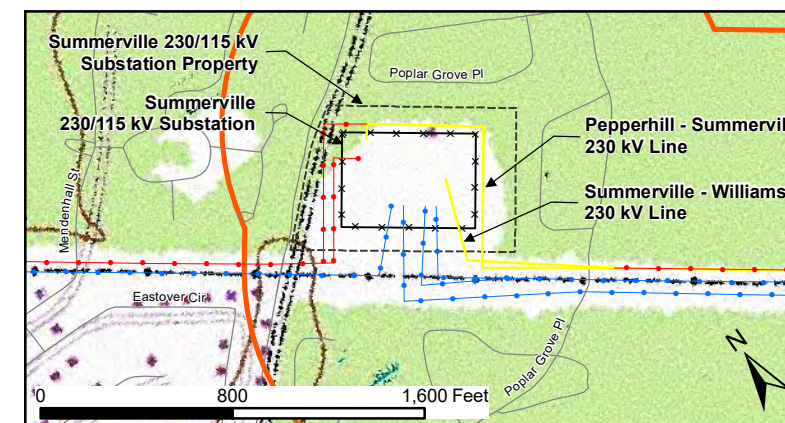 Summerville 230/115 kV
Substation Property
Poplar Grove Pl
Summerville
230/115 kV Substation
Pepperhill - Summervil
230 kV Line
Mendenhall St
Summerville - Williams
230 kV Line
Eastover Cir
Poplar Grove Pl
N
0 800 1,600 Feet